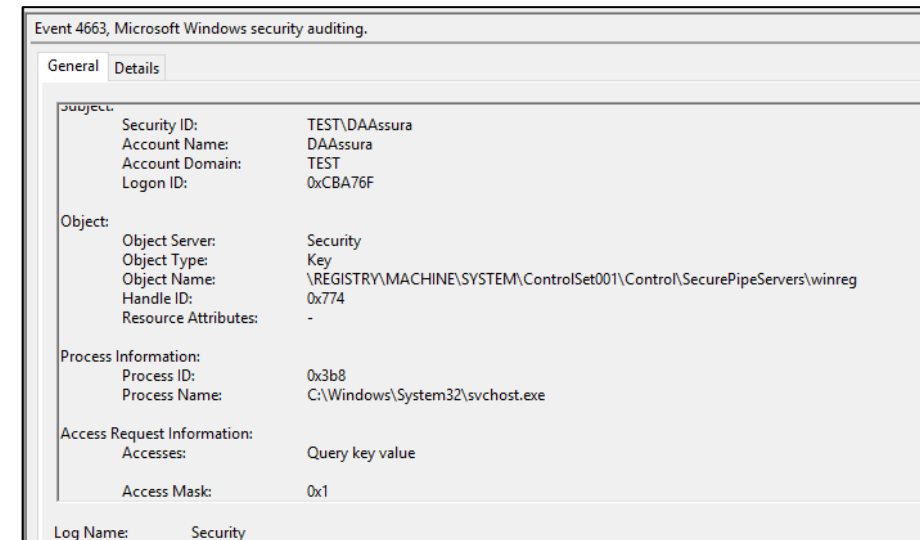 Event 4663, Microsoft Windows security auditing.
General Details
Subject:
Security ID: TEST\DAAssura
Account Name: DAAssura
Account Domain: TEST
Logon ID: 0xCBA76F
Object:
Object Server: Security
Object Type: Key
Object Name: \REGISTRY\MACHINE\SYSTEM\ControlSet001\Control\SecurePipeServers\winreg
Handle ID: 0x774
Resource Attributes: -
Process Information:
Process ID: 0x3b8
Process Name: C:\Windows\System32\svchost.exe
Access Request Information:
Accesses: Query key value
Access Mask: 0x1
Log Name: Security